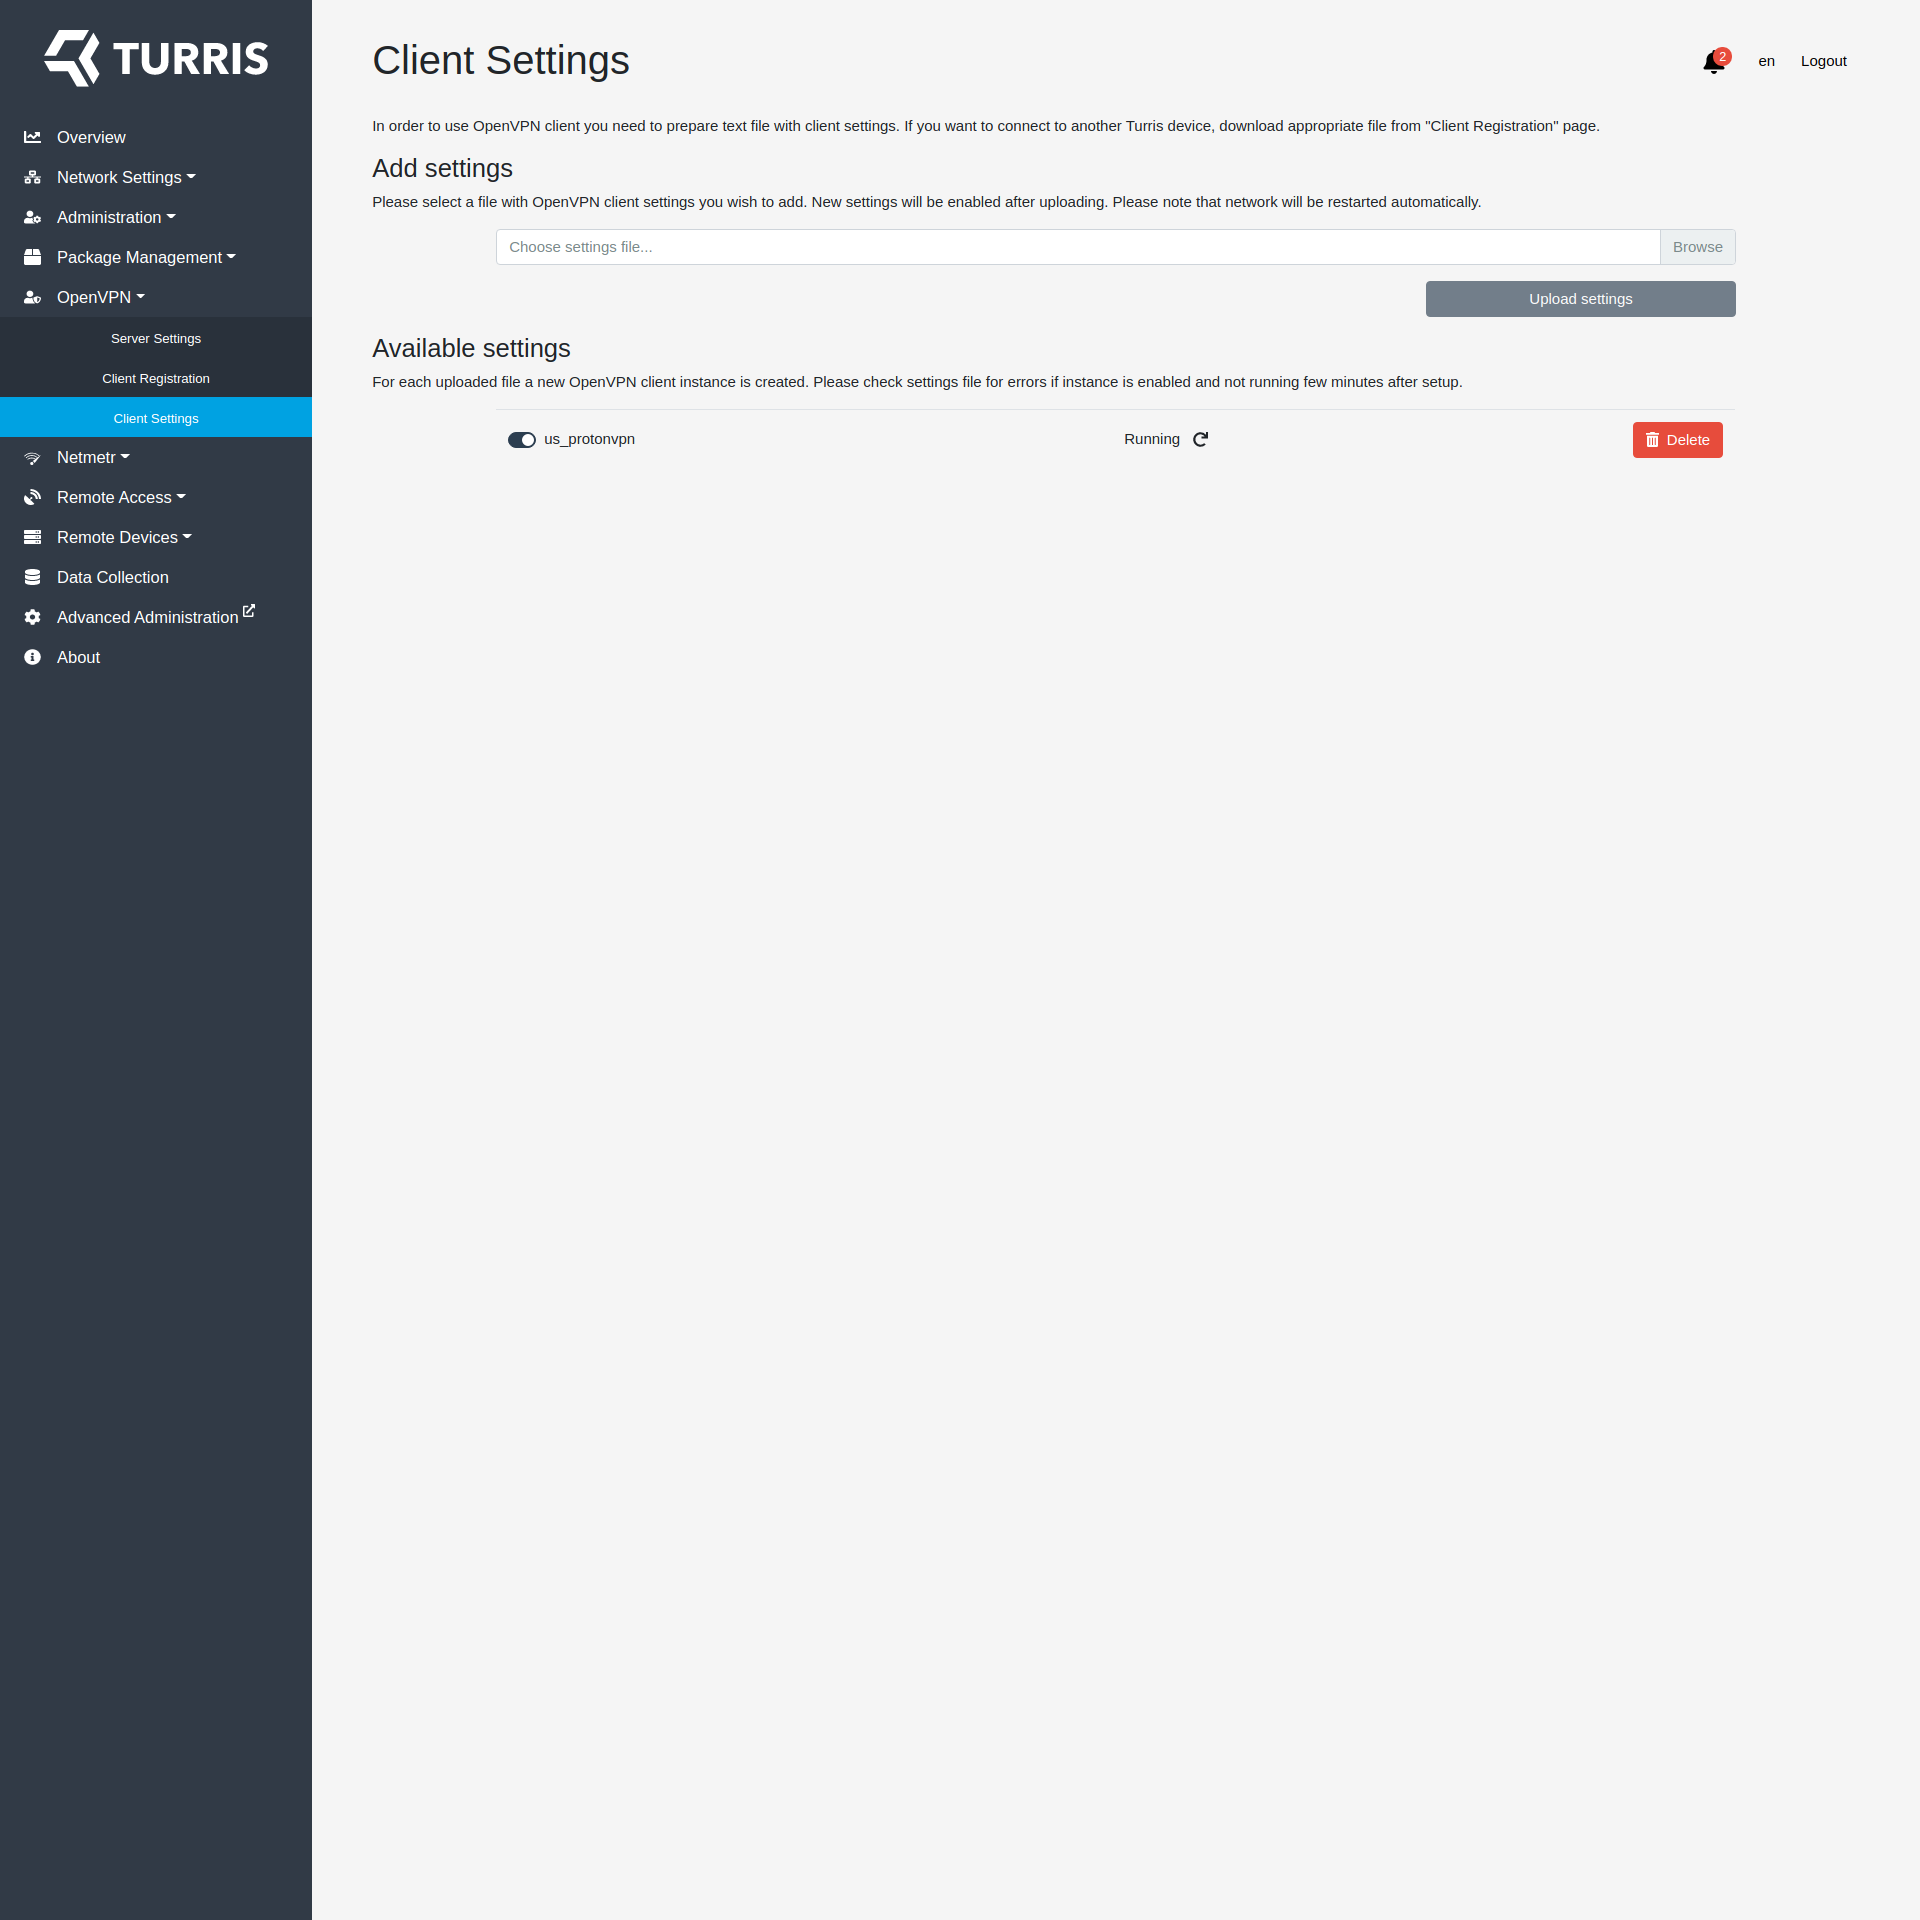 TURRIS
Overview
Network Settings
Administration
Package Management
OpenVPN
Server Settings
Client Registration
Client Settings
Netmetr
Remote Access
Remote Devices
Data Collection
Advanced Administration
About
Client Settings
2
en
Logout
In order to use OpenVPN client you need to prepare text file with client settings. If you want to connect to another Turris device, download appropriate file from "Client Registration" page.
Add settings
Please select a file with OpenVPN client settings you wish to add. New settings will be enabled after uploading. Please note that network will be restarted automatically.
Choose settings file...
Browse
Upload settings
Available settings
For each uploaded file a new OpenVPN client instance is created. Please check settings file for errors if instance is enabled and not running few minutes after setup.
us_protonvpn
Running
Delete